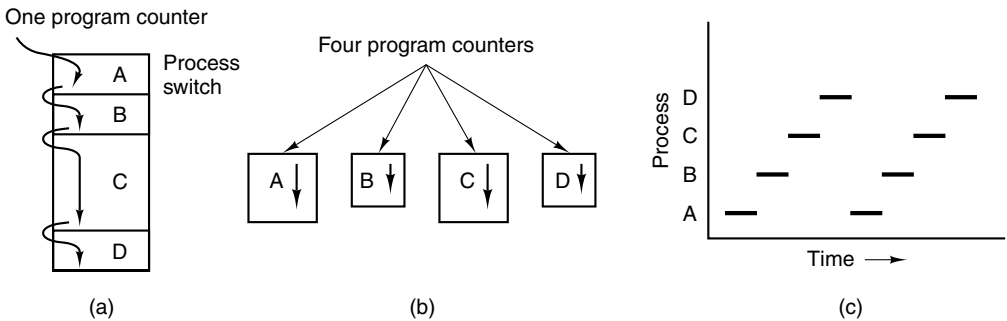 One program counter
A
B
C
D
Process
switch
(a)
Four program counters
A
B
C
D
(b)
Process
D
C
B
A
Time
(c)